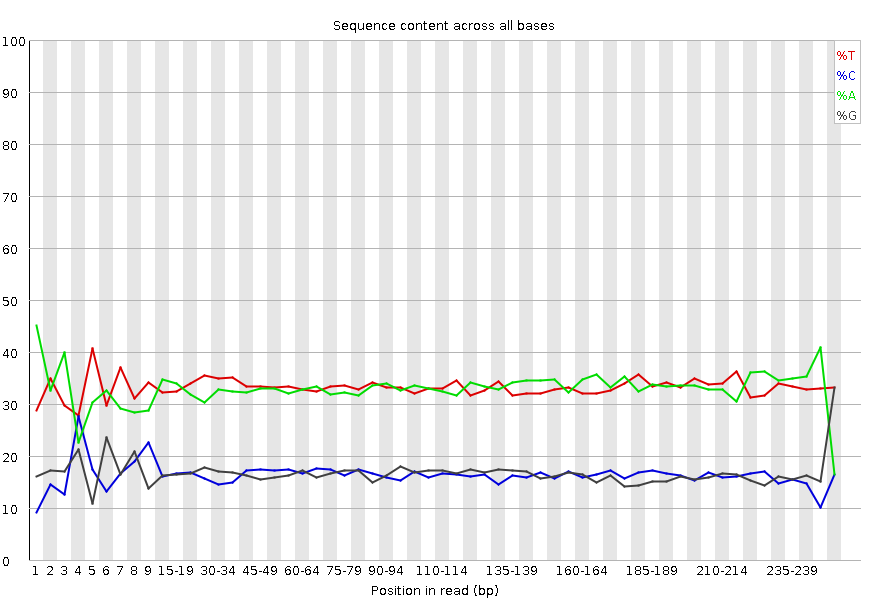 Sequence content across all bases
100
90
80
70
60
50
40
30
20
10
0
%T
%C
%A
%G
1 2 3 4 5 6 7 8 9 15-19 30-34 45-49 60-64 75-79 90-94 110-114 135-139 160-164 185-189 210-214 235-239
Position in read (bp)